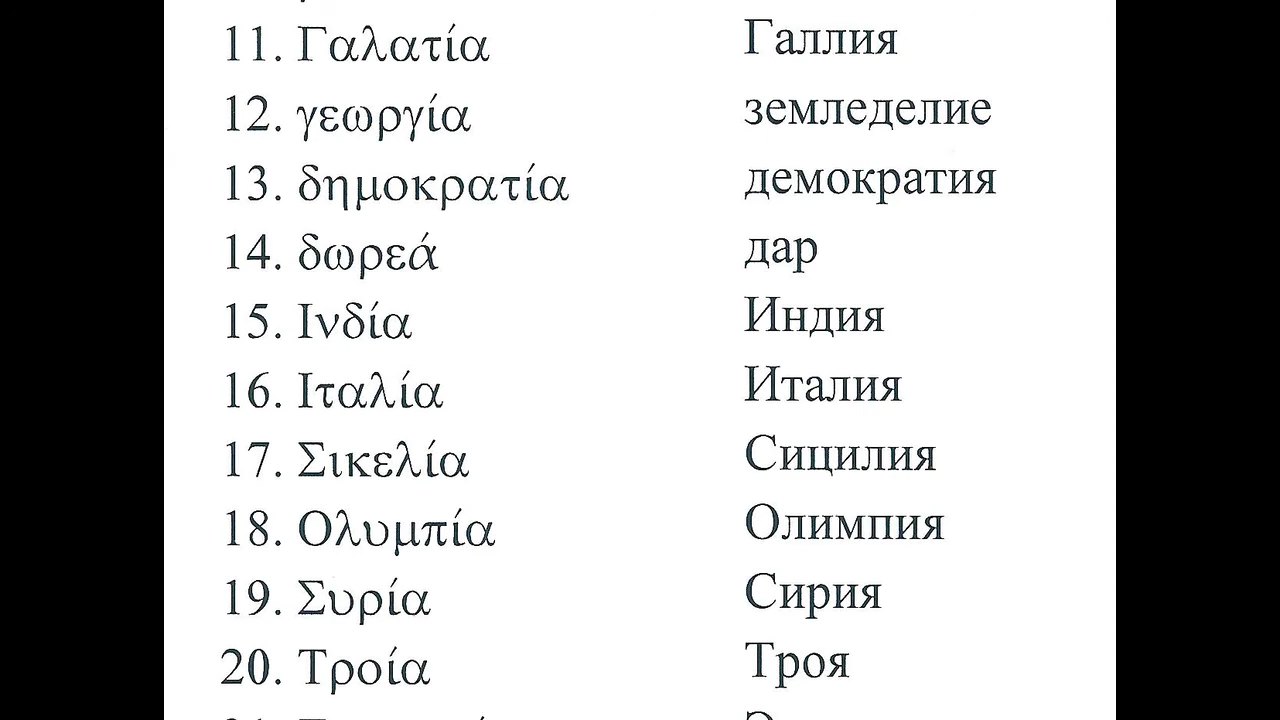 11. Γαλατία Галлия
12. γεωργία земледелие
13. δημοκρατία демократия
14. δωρεά дар
15. Ινδία Индия
16. Ιταλία Италия
17. Σικελία Сицилия
18. Ολυμπία Олимпия
19. Συρία Сирия
20. Τροία Троя